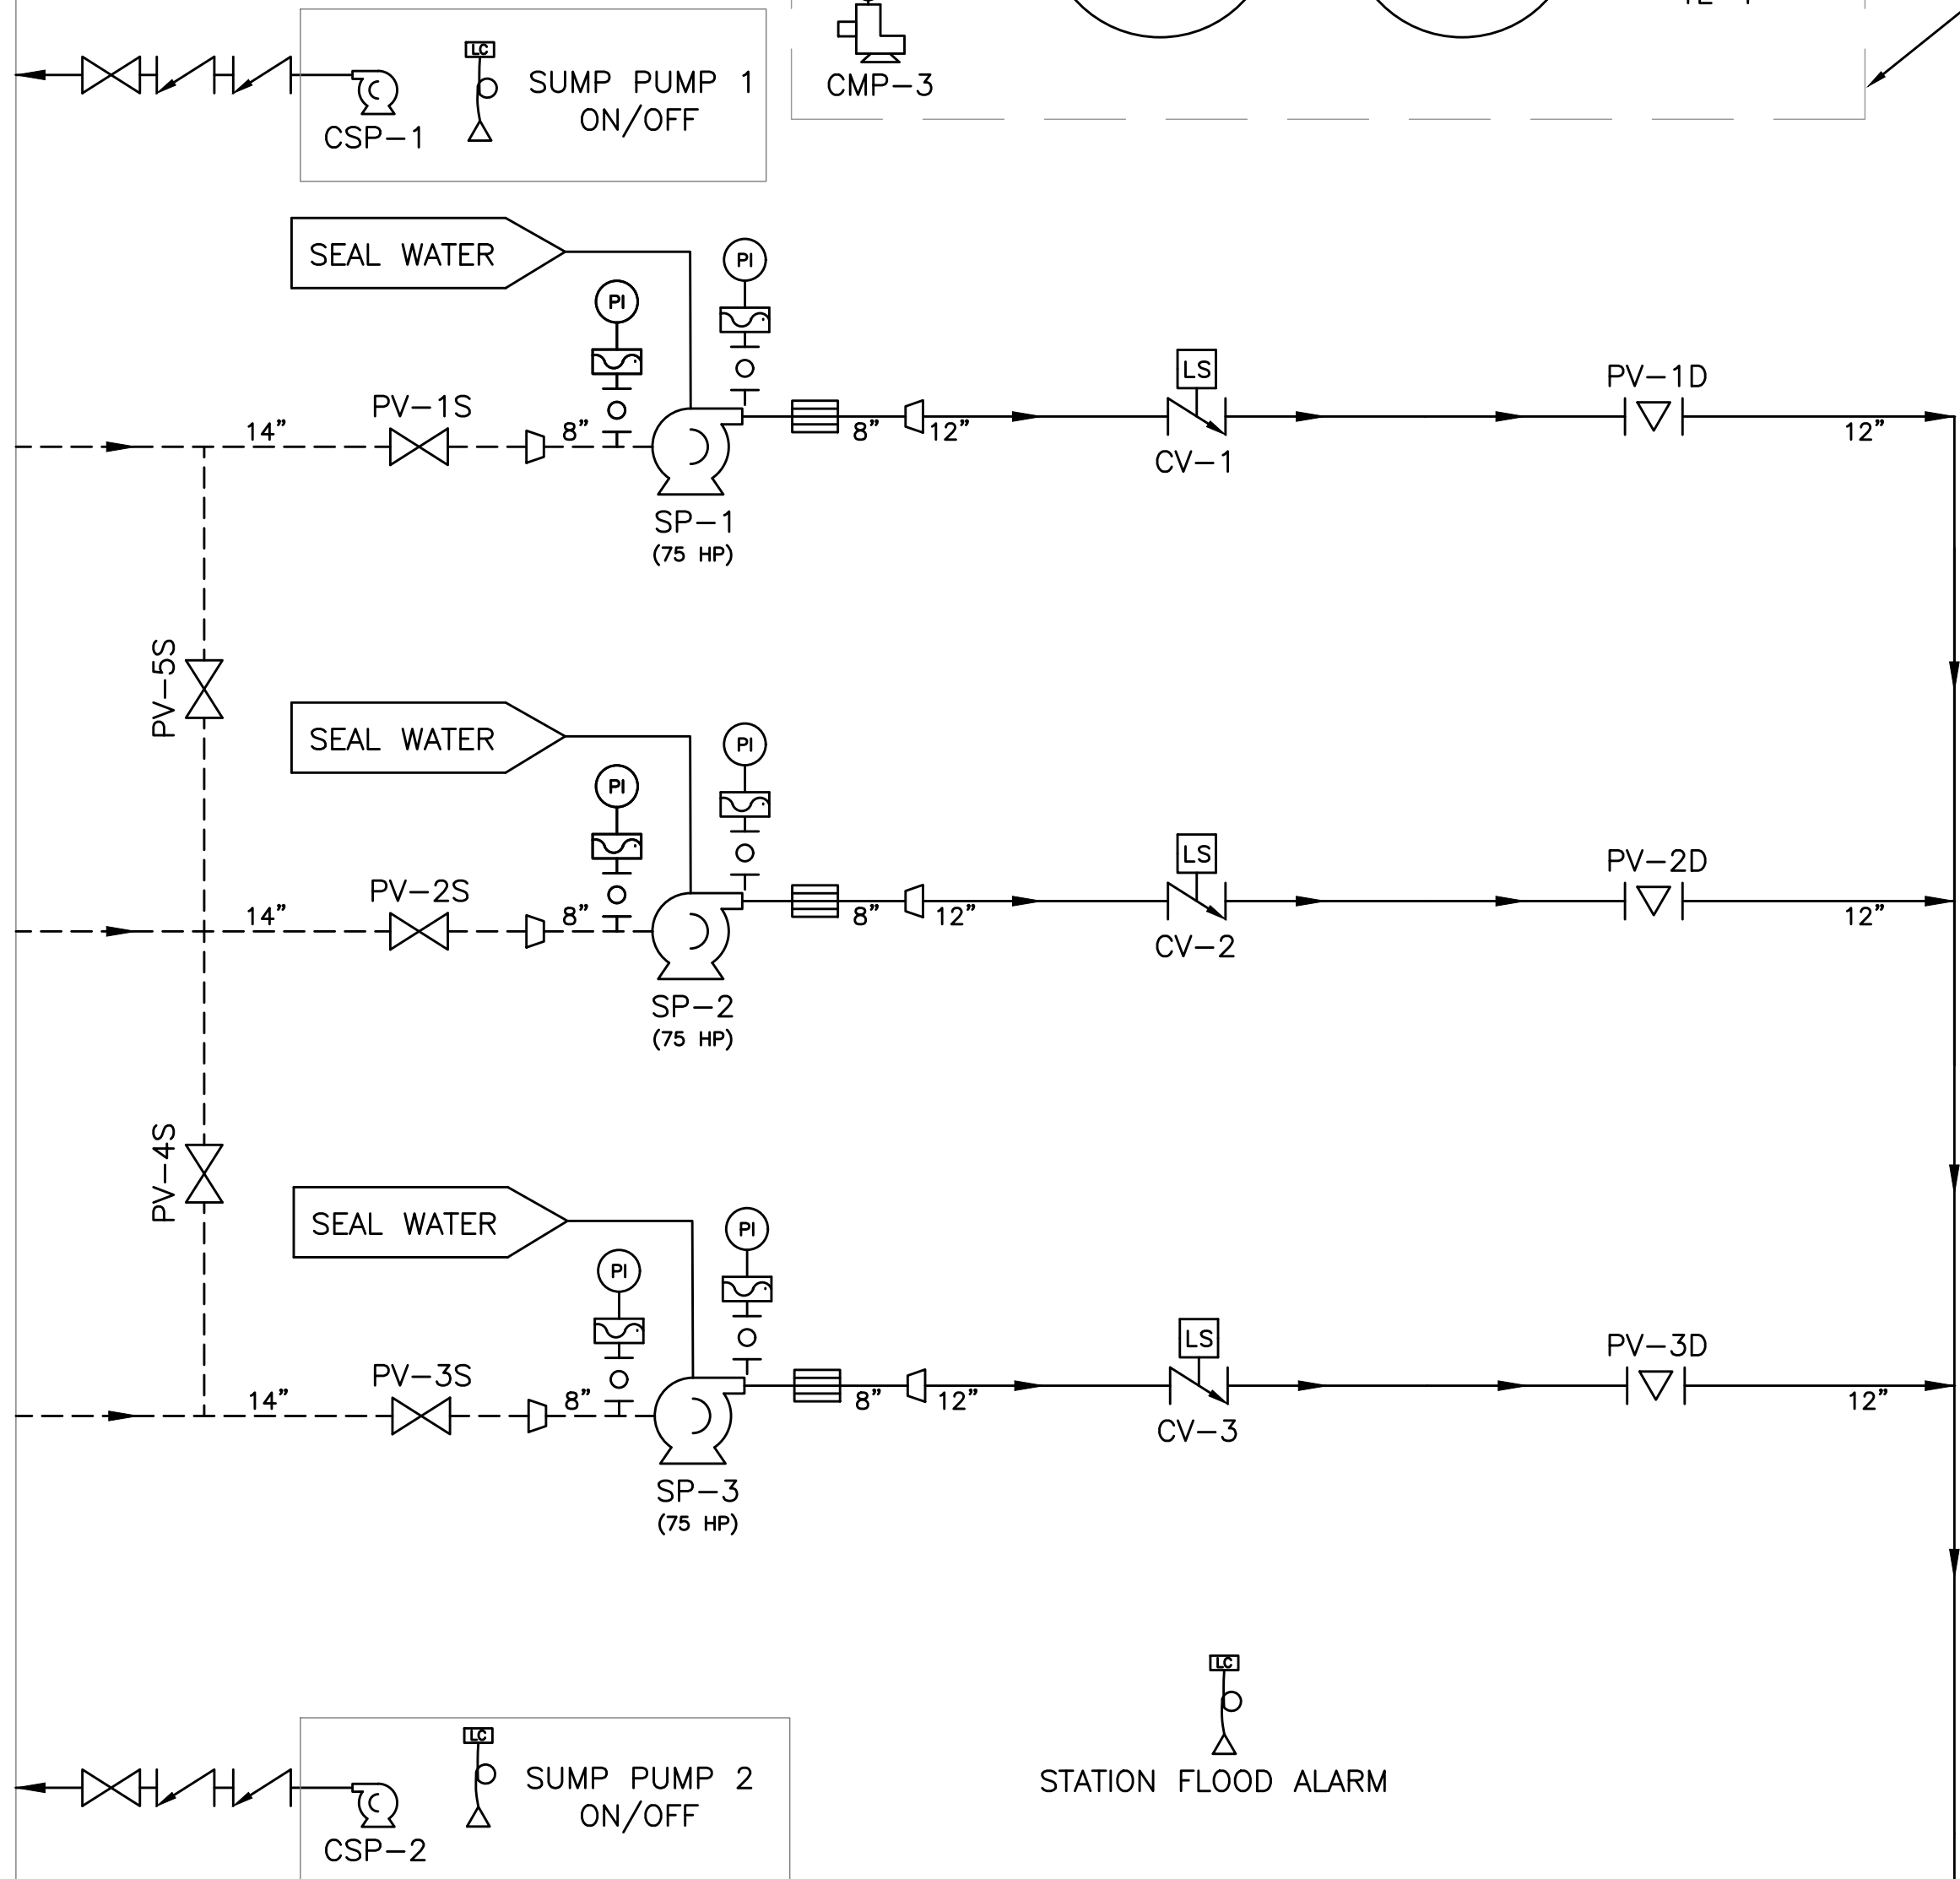 LC
SUMP PUMP 1
ON/OFF
CSP-1
CMP-3
SEAL WATER
PI
PI
LS
PV-1D
PV-1S
14"
8"
8"
12"
12"
CV-1
SP-1
(75 HP)
PV-5S
SEAL WATER
PI
PI
LS
PV-2D
PV-2S
14"
8"
8"
12"
12"
CV-2
SP-2
(75 HP)
PV-4S
SEAL WATER
PI
PI
LS
PV-3D
PV-3S
14"
8"
8"
12"
12"
CV-3
SP-3
(75 HP)
LC
STATION FLOOD ALARM
LC
SUMP PUMP 2
ON/OFF
CSP-2